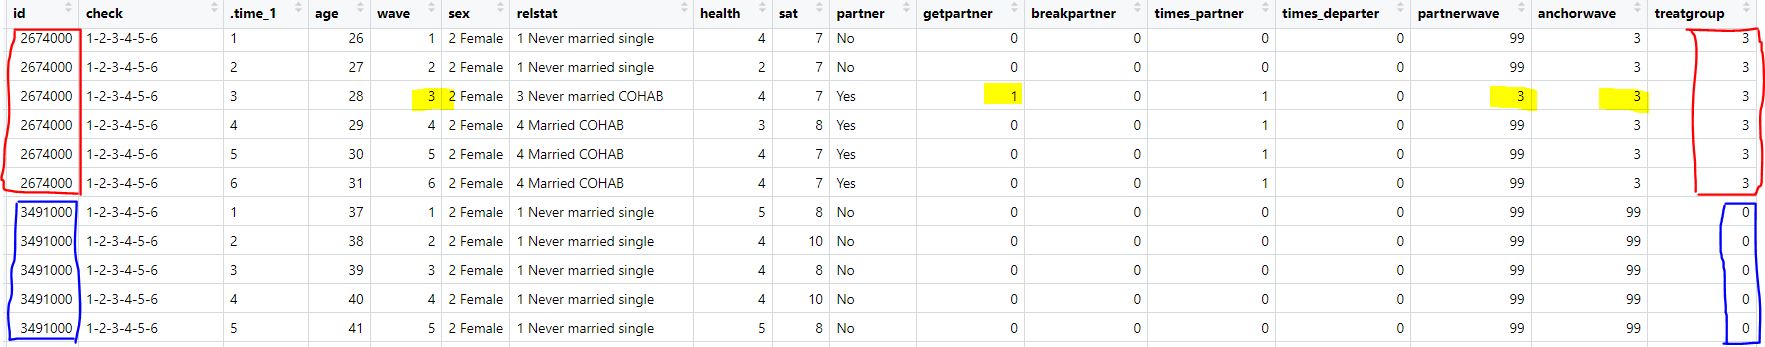 id check .time_1 age wave sex relstat health sat partner getpartner breakpartner times_partner times_departer partnerwave anchorwave treatgroup
2674000 1-2-3-4-5-6 1 26 1 2 Female 1 Never married single 4 7 No 0 0 0 0 99 3 3
2674000 1-2-3-4-5-6 2 27 2 2 Female 1 Never married single 2 7 No 0 0 0 0 99 3 3
2674000 1-2-3-4-5-6 3 28 3 2 Female 3 Never married COHAB 4 7 Yes 1 0 1 0 3 3 3
2674000 1-2-3-4-5-6 4 29 4 2 Female 4 Married COHAB 3 8 Yes 0 0 1 0 99 3 3
2674000 1-2-3-4-5-6 5 30 5 2 Female 4 Married COHAB 4 7 Yes 0 0 1 0 99 3 3
2674000 1-2-3-4-5-6 6 31 6 2 Female 4 Married COHAB 4 7 Yes 0 0 1 0 99 3 3
3491000 1-2-3-4-5-6 1 37 1 2 Female 1 Never married single 5 8 No 0 0 0 0 99 99 0
3491000 1-2-3-4-5-6 2 38 2 2 Female 1 Never married single 4 10 No 0 0 0 0 99 99 0
3491000 1-2-3-4-5-6 3 39 3 2 Female 1 Never married single 4 8 No 0 0 0 0 99 99 0
3491000 1-2-3-4-5-6 4 40 4 2 Female 1 Never married single 4 10 No 0 0 0 0 99 99 0
3491000 1-2-3-4-5-6 5 41 5 2 Female 1 Never married single 5 8 No 0 0 0 0 99 99 0